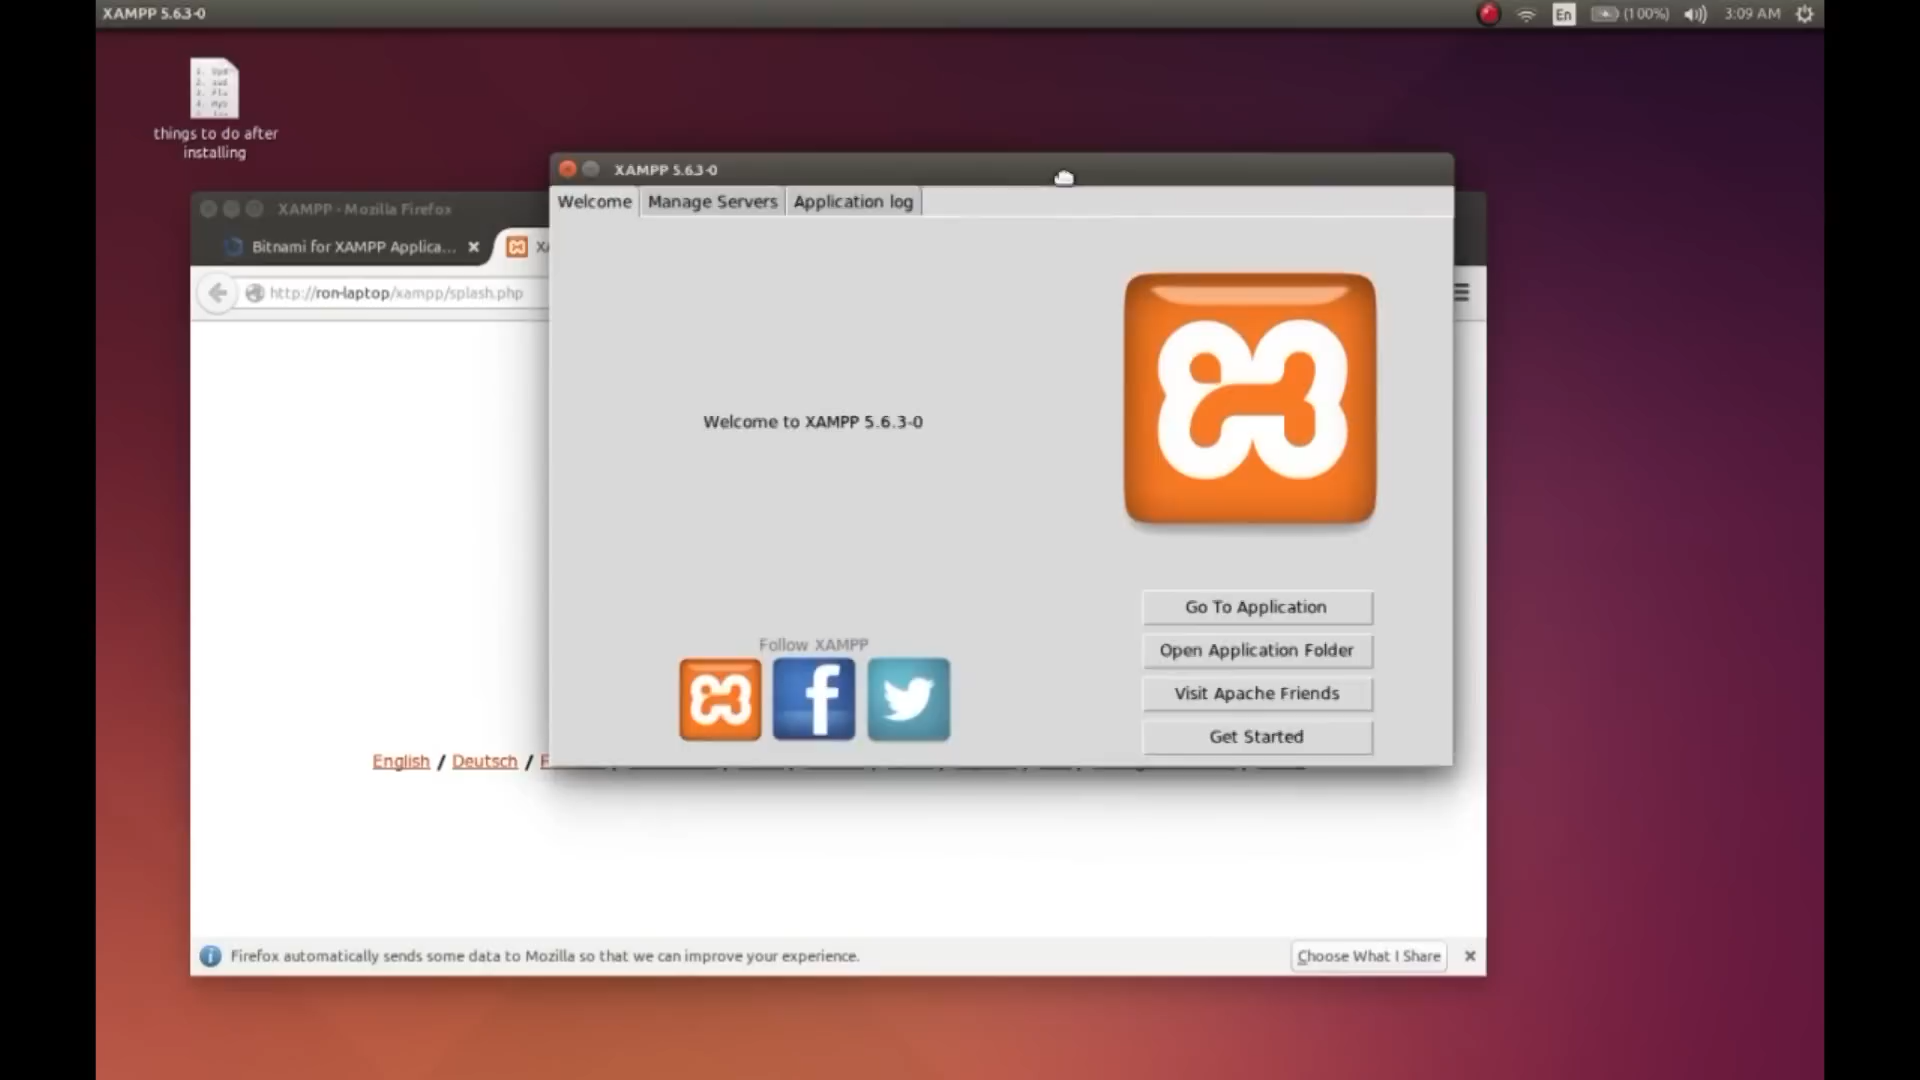 XAMPP 5.6.3-0
En
(100%)
3:09 AM
things to do after
installing
XAMPP - Mozilla Firefox
Bitnami for XAMPP Applica...
http://ron-laptop/xampp/splash.php
XAMPP 5.6.3-0
Welcome
Manage Servers
Application log
Welcome to XAMPP 5.6.3-0
Follow XAMPP
Go To Application
Open Application Folder
Visit Apache Friends
Get Started
English / Deutsch /
Firefox automatically sends some data to Mozilla so that we can improve your experience.
Choose What I Share